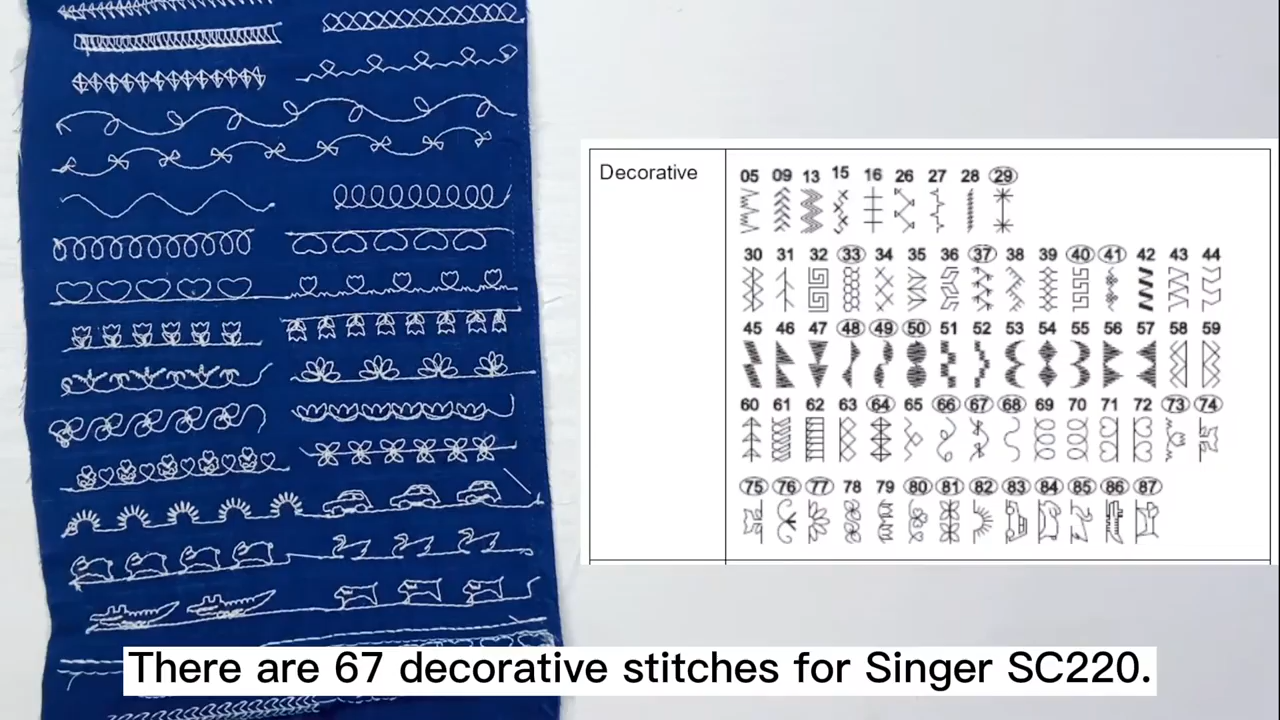 Decorative
05 09 13 15 16 26 27 28 29
30 31 32 33 34 35 36 37 38 39 40 41 42 43 44
45 46 47 48 49 50 51 52 53 54 55 56 57 58 59
60 61 62 63 64 65 66 67 68 69 70 71 72 73 74
75 76 77 78 79 80 81 82 83 84 85 86 87
There are 67 decorative stitches for Singer SC220.